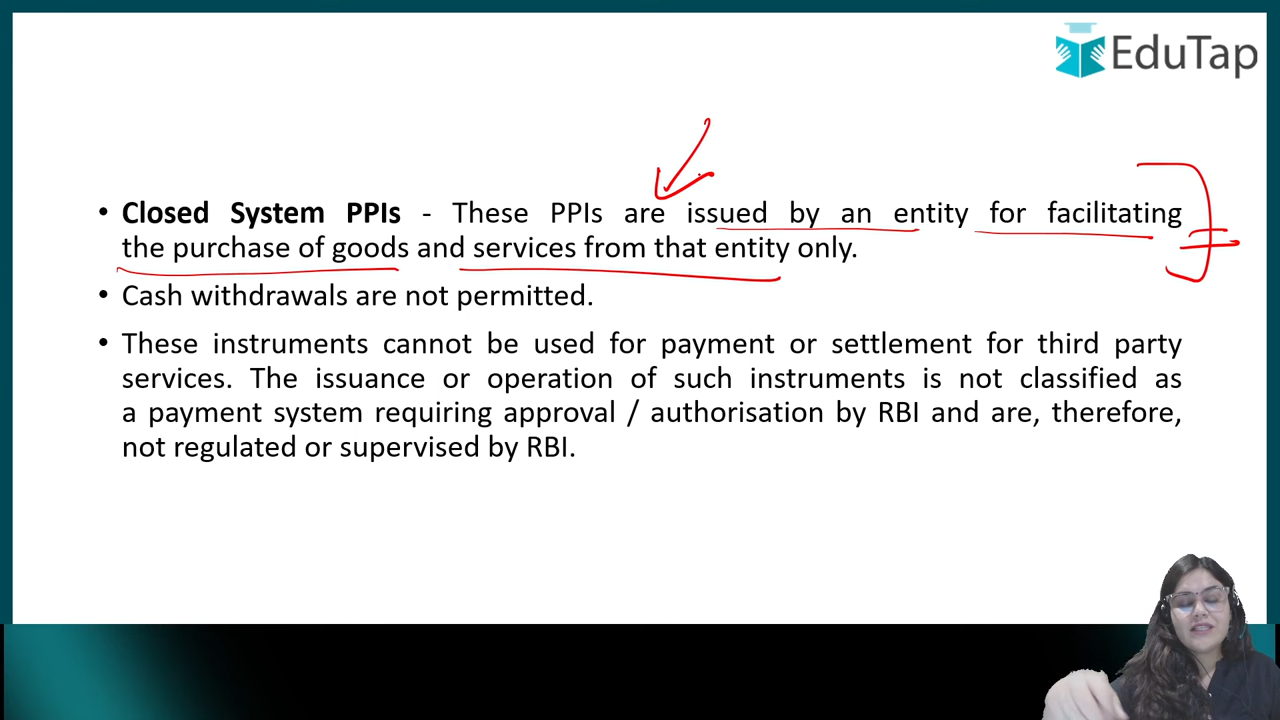 EduTap
• Closed System PPIs - These PPIs are issued by an entity for facilitating
the purchase of goods and services from that entity only.
• Cash withdrawals are not permitted.
• These instruments cannot be used for payment or settlement for third party
services. The issuance or operation of such instruments is not classified as
a payment system requiring approval / authorisation by RBI and are, therefore,
not regulated or supervised by RBI.